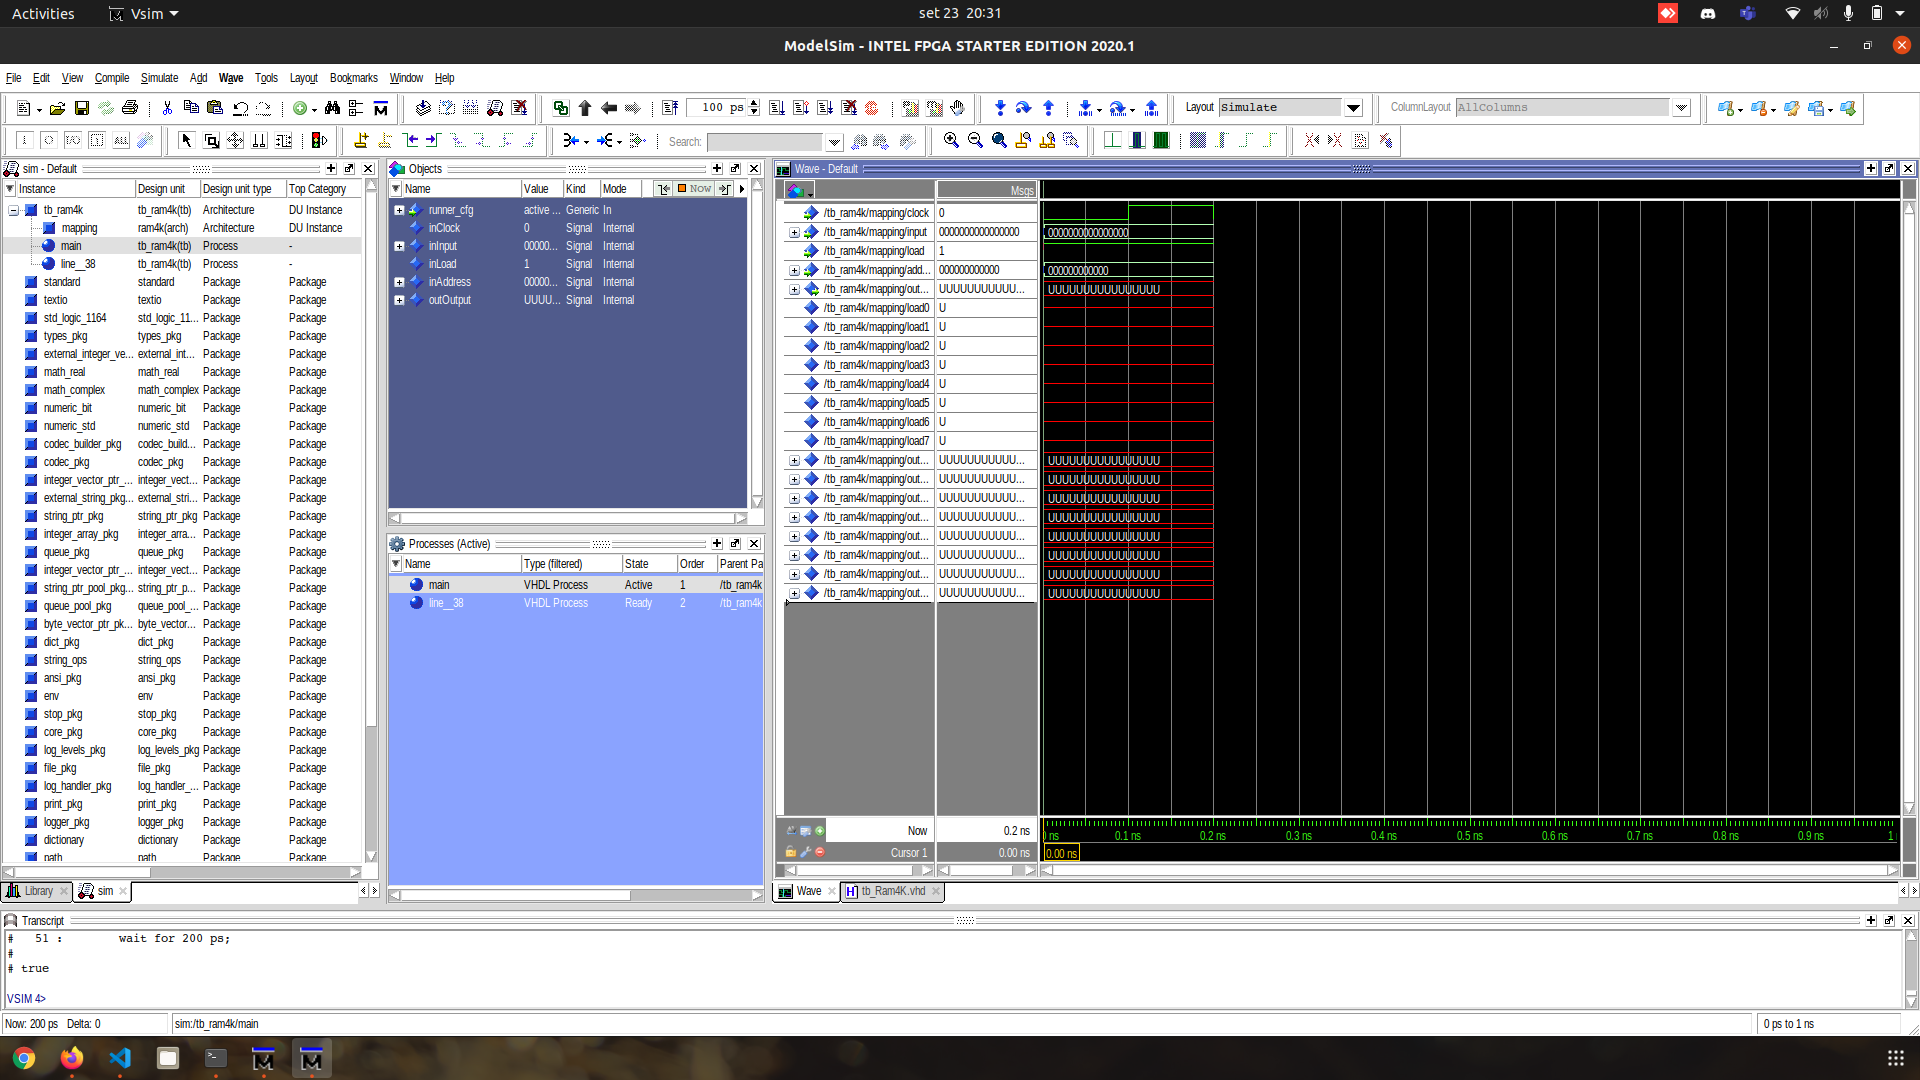 Activities
Vsim
set 23 20:31
ModelSim - INTEL FPGA STARTER EDITION 2020.1
File Edit View Compile Simulate Add Wave Tools Layout Bookmarks Window Help
100 ps
Layout Simulate
ColumnLayout AllColumns
ALL
Search:
sim - Default
Instance Design unit Design unit type Top Category
tb_ram4k tb_ram4k(tb) Architecture DU Instance
mapping ram4k(arch) Architecture DU Instance
main tb_ram4k(tb) Process -
line__38 tb_ram4k(tb) Process -
standard standard Package Package
textio textio Package Package
std_logic_1164 std_logic_11... Package Package
types_pkg types_pkg Package Package
external_integer_ve... external_int... Package Package
math_real math_real Package Package
math_complex math_complex Package Package
numeric_bit numeric_bit Package Package
numeric_std numeric_std Package Package
codec_builder_pkg codec_build... Package Package
codec_pkg codec_pkg Package Package
integer_vector_ptr_... integer_vect... Package Package
external_string_pkg... external_stri... Package Package
string_ptr_pkg string_ptr_pkg Package Package
integer_array_pkg integer_arra... Package Package
queue_pkg queue_pkg Package Package
integer_vector_ptr_... integer_vect... Package Package
string_ptr_pool_pkg string_ptr_p... Package Package
queue_pool_pkg queue_pool_... Package Package
byte_vector_ptr_pk... byte_vector... Package Package
dict_pkg dict_pkg Package Package
string_ops string_ops Package Package
ansi_pkg ansi_pkg Package Package
env env Package Package
stop_pkg stop_pkg Package Package
core_pkg core_pkg Package Package
log_levels_pkg log_levels_pkg Package Package
file_pkg file_pkg Package Package
log_handler_pkg log_handler_... Package Package
print_pkg print_pkg Package Package
logger_pkg logger_pkg Package Package
dictionary dictionary Package Package
path path Package Package
Library sim
Objects
Name Value Kind Mode Now
runner_cfg active ... Generic In
inClock 0 Signal Internal
inInput 00000... Signal Internal
inLoad 1 Signal Internal
inAddress 00000... Signal Internal
outOutput UUUU... Signal Internal
Processes (Active)
Name Type (filtered) State Order Parent Pa
main VHDL Process Active 1 /tb_ram4k
line__38 VHDL Process Ready 2 /tb_ram4k
Wave - Default
Msgs
/tb_ram4k/mapping/clock 0
/tb_ram4k/mapping/input 0000000000000000 0000000000000000
/tb_ram4k/mapping/load 1
/tb_ram4k/mapping/add... 000000000000 000000000000
/tb_ram4k/mapping/out... UUUUUUUUUUU... UUUUUUUUUUUUUUUU
/tb_ram4k/mapping/load0 U
/tb_ram4k/mapping/load1 U
/tb_ram4k/mapping/load2 U
/tb_ram4k/mapping/load3 U
/tb_ram4k/mapping/load4 U
/tb_ram4k/mapping/load5 U
/tb_ram4k/mapping/load6 U
/tb_ram4k/mapping/load7 U
/tb_ram4k/mapping/out... UUUUUUUUUUU... UUUUUUUUUUUUUUUU
/tb_ram4k/mapping/out... UUUUUUUUUUU... UUUUUUUUUUUUUUUU
/tb_ram4k/mapping/out... UUUUUUUUUUU... UUUUUUUUUUUUUUUU
/tb_ram4k/mapping/out... UUUUUUUUUUU... UUUUUUUUUUUUUUUU
/tb_ram4k/mapping/out... UUUUUUUUUUU... UUUUUUUUUUUUUUUU
/tb_ram4k/mapping/out... UUUUUUUUUUU... UUUUUUUUUUUUUUUU
/tb_ram4k/mapping/out... UUUUUUUUUUU... UUUUUUUUUUUUUUUU
/tb_ram4k/mapping/out... UUUUUUUUUUU... UUUUUUUUUUUUUUUU
Now 0.2 ns
ns 0.1 ns 0.2 ns 0.3 ns 0.4 ns 0.5 ns 0.6 ns 0.7 ns 0.8 ns 0.9 ns 1
Cursor 1 0.00 ns 0.00 ns
Wave tb_Ram4K.vhd
Transcript
# 51 : wait for 200 ps;
#
# true
VSIM 4>
Now: 200 ps Delta: 0 sim:/tb_ram4k/main 0 ps to 1 ns